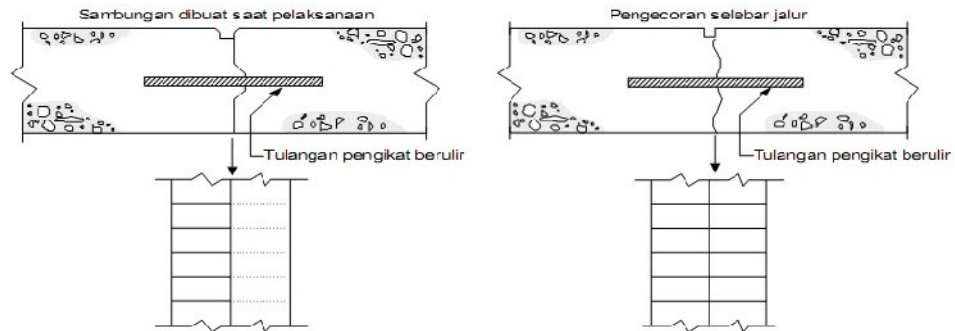 Sambungan dibuat saat pelaksanaan
Pengecoran selebar jalur
Tulangan pengikat berulir
Tulangan pengikat berulir